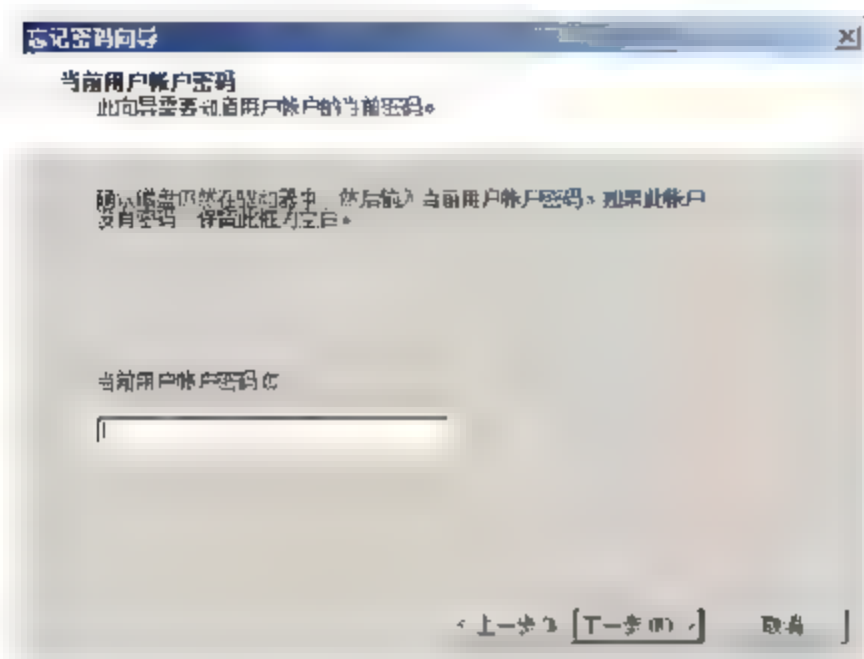 忘记密码向导
当前用户帐户密码
此向导需要知道用户帐户的当前密码。
确认磁盘仍然在驱动器中，然后输入当前用户帐户密码。如果此帐户
没有密码，保留此框为空白。
当前用户帐户密码
<上一步 下一步(N) >
取消